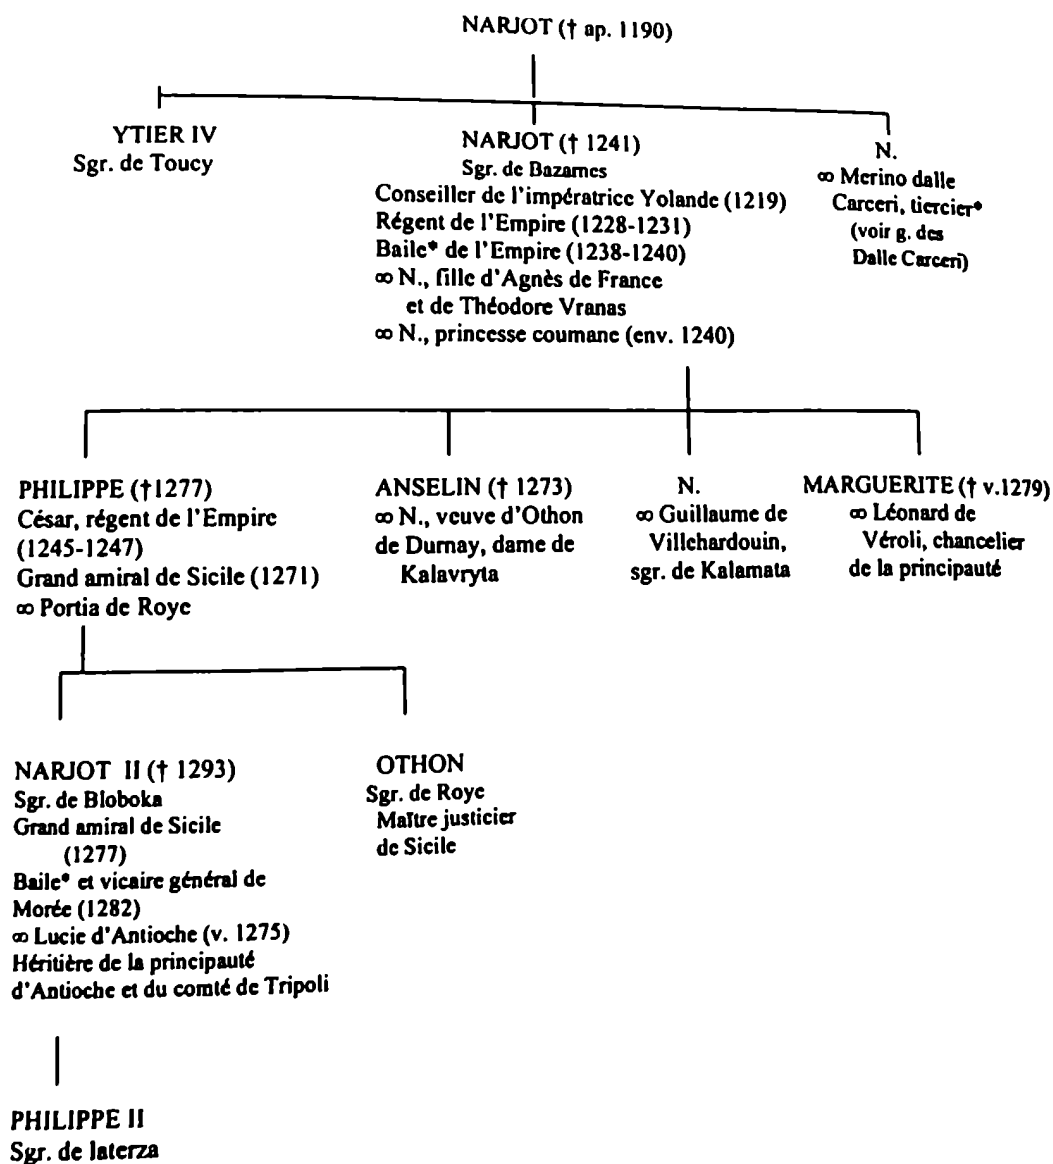 NARJOT († ap. 1190)
YTIER IV
Sgr. de Toucy
NARJOT († 1241)
Sgr. de Bazarnes
Conseiller de l'impératrice Yolande (1219)
Régent de l'Empire (1228-1231)
Baile* de l'Empire (1238-1240)
∞ N., fille d'Agnès de France
et de Théodore Vranas
∞ N., princesse coumane (env. 1240)
N.
∞ Merino dalle
Carceri, tiercier*
(voir g. des
Dalle Carceri)
PHILIPPE (†1277)
César, régent de l'Empire
(1245-1247)
Grand amiral de Sicile (1271)
∞ Portia de Roye
ANSELIN († 1273)
∞ N., veuve d'Othon
de Durnay, dame de
Kalavryta
N.
∞ Guillaume de
Villehardouin,
sgr. de Kalamata
MARGUERITE († v.1279)
∞ Léonard de
Véroli, chancelier
de la principauté
NARJOT II († 1293)
Sgr. de Bloboka
Grand amiral de Sicile
(1277)
Baile* et vicaire général de
Morée (1282)
∞ Lucie d'Antioche (v. 1275)
Héritière de la principauté
d'Antioche et du comté de Tripoli
OTHON
Sgr. de Roye
Maître justicier
de Sicile
PHILIPPE II
Sgr. de laterza